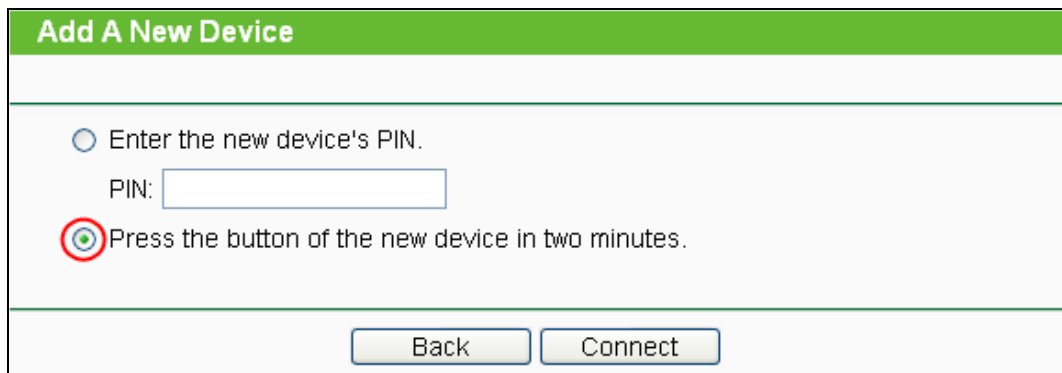 Add A New Device
Enter the new device's PIN.
PIN:
Press the button of the new device in two minutes.
Back Connect